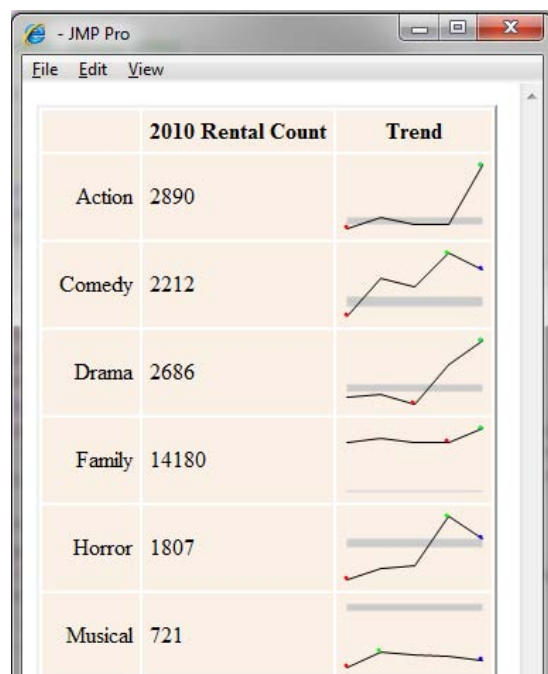 - JMP Pro
File Edit View
2010 Rental Count Trend
Action 2890
Comedy 2212
Drama 2686
Family 14180
Horror 1807
Musical 721